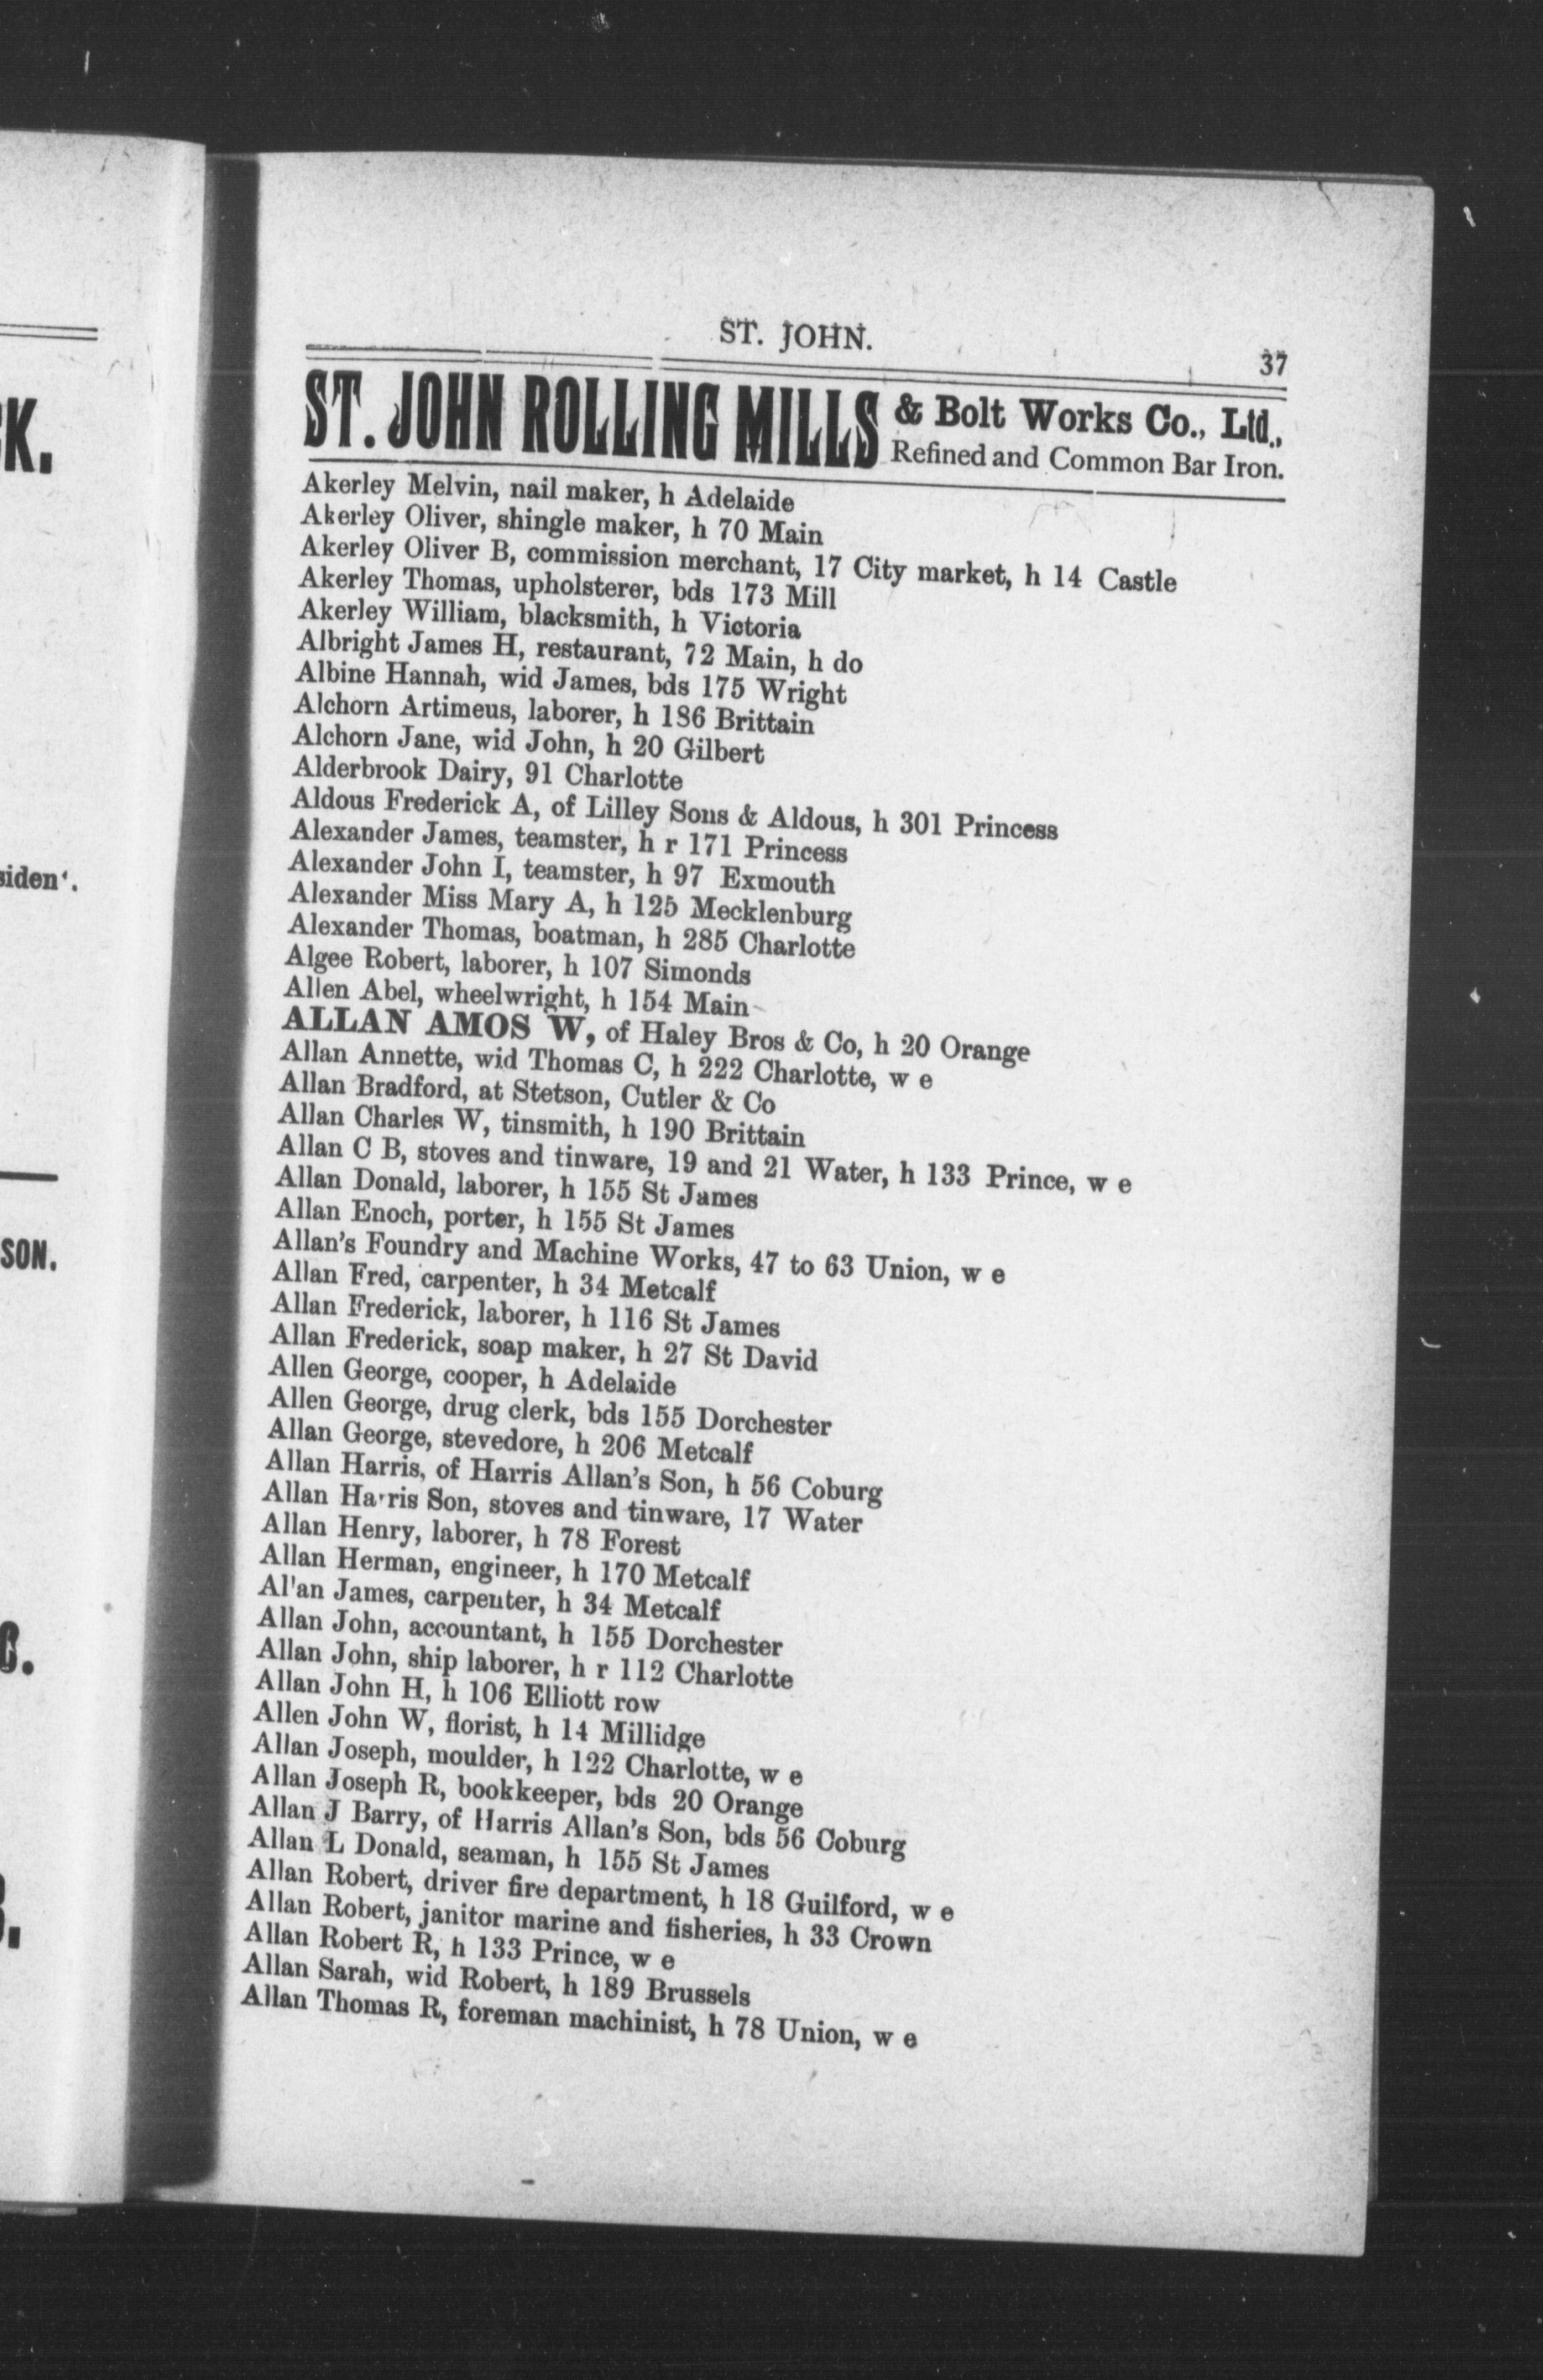 K.
siden'.
SON.
ST. JOHN.
37
ST. JOHN ROLLING MILLS & Bolt Works Co., Ltd.,
Refined and Common Bar Iron.
Akerley Melvin, nail maker, h Adelaide
Akerley Oliver, shingle maker, h 70 Main
Akerley Oliver B, commission merchant, 17 City market, h 14 Castle
Akerley Thomas, upholsterer, bds 173 Mill
Akerley William, blacksmith, h Victoria
Albright James H, restaurant, 72 Main, h do
Albine Hannah, wid James, bds 175 Wright
Alchorn Artimeus, laborer, h 186 Brittain
Alchorn Jane, wid John, h 20 Gilbert
Alderbrook Dairy, 91 Charlotte
Aldous Frederick A, of Lilley Sons & Aldous, h 301 Princess
Alexander James, teamster, h r 171 Princess
Alexander John I, teamster, h 97 Exmouth
Alexander Miss Mary A, h 125 Mecklenburg
Alexander Thomas, boatman, h 285 Charlotte
Algee Robert, laborer, h 107 Simonds
Allen Abel, wheelwright, h 154 Main
ALLAN AMOS W, of Haley Bros & Co, h 20 Orange
Allan Annette, wid Thomas C, h 222 Charlotte, w e
Allan Bradford, at Stetson, Cutler & Co
Allan Charles W, tinsmith, h 190 Brittain
Allan C B, stoves and tinware, 19 and 21 Water, h 133 Prince, w e
Allan Donald, laborer, h 155 St James
Allan Enoch, porter, h 155 St James
Allan's Foundry and Machine Works, 47 to 63 Union, w e
Allan Fred, carpenter, h 34 Metcalf
Allan Frederick, laborer, h 116 St James
Allan Frederick, soap maker, h 27 St David
Allen George, cooper, h Adelaide
Allen George, drug clerk, bds 155 Dorchester
Allan George, stevedore, h 206 Metcalf
Allan Harris, of Harris Allan's Son, h 56 Coburg
Allan Harris Son, stoves and tinware, 17 Water
Allan Henry, laborer, h 78 Forest
Allan Herman, engineer, h 170 Metcalf
Al'an James, carpenter, h 34 Metcalf
Allan John, accountant, h 155 Dorchester
Allan John, ship laborer, h r 112 Charlotte
Allan John H, h 106 Elliott row
Allen John W, florist, h 14 Millidge
Allan Joseph, moulder, h 122 Charlotte, w e
Allan Joseph R, bookkeeper, bds 20 Orange
Allan J Barry, of Harris Allan's Son, bds 56 Coburg
Allan L Donald, seaman, h 155 St James
Allan Robert, driver fire department, h 18 Guilford, w e
Allan Robert, janitor marine and fisheries, h 33 Crown
Allan Robert R, h 133 Prince, w e
Allan Sarah, wid Robert, h 189 Brussels
Allan Thomas R, foreman machinist, h 78 Union, w e